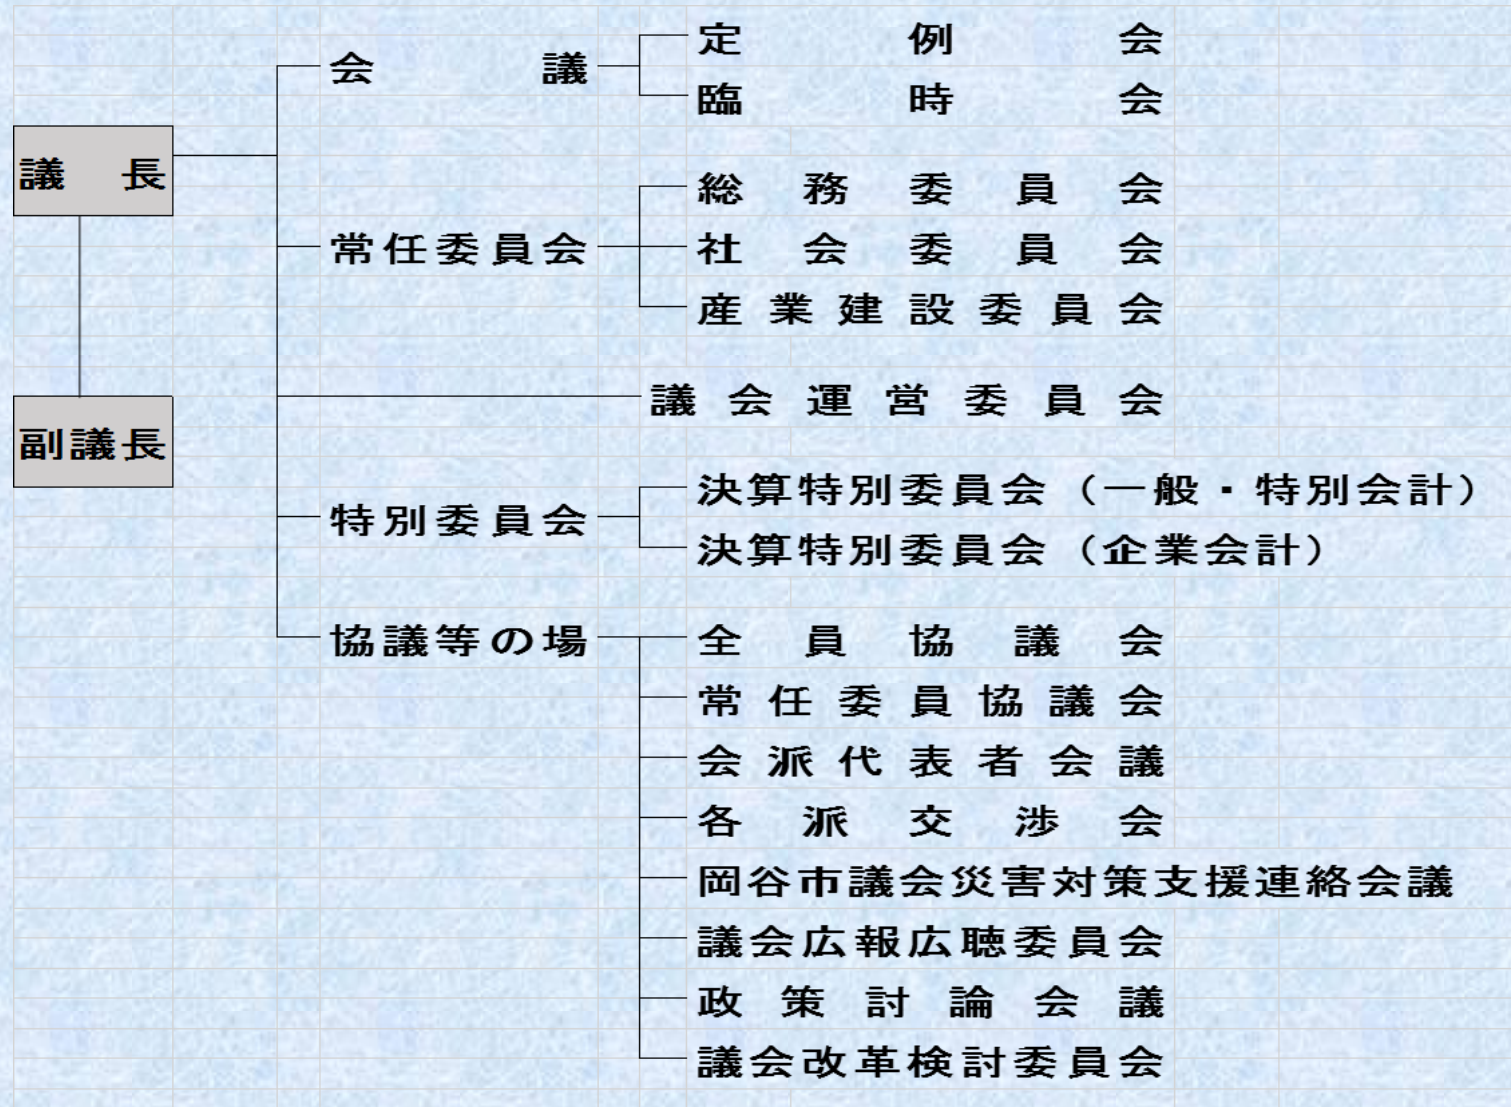 議長
副議長
会議
定例会
臨時会
常任委員会
総務委員会
社会委員会
産業建設委員会
議会運営委員会
特別委員会
決算特別委員会（一般・特別会計）
決算特別委員会（企業会計）
協議等の場
全員協議会
常任委員協議会
会派代表者会議
各派交渉会
岡谷市議会災害対策支援連絡会議
議会広報広聴委員会
政策討論会議
議会改革検討委員会